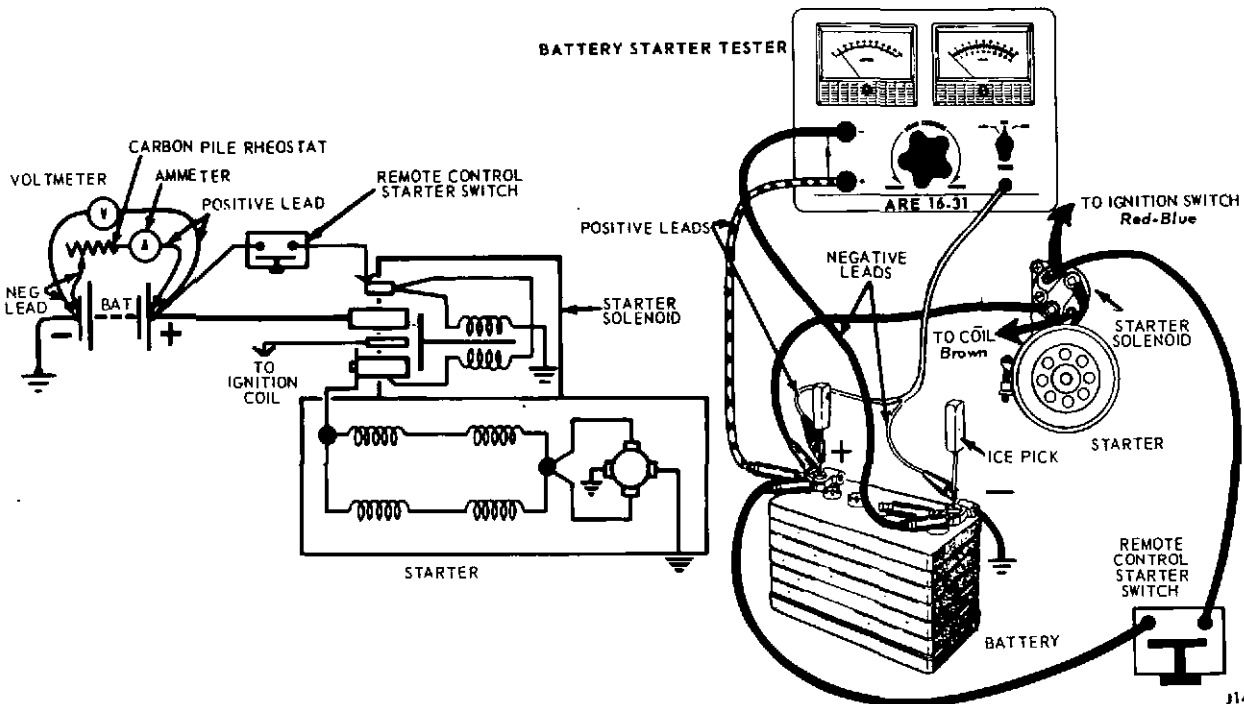 BATTERY STARTER TESTER
CARBON PILE RHEOSTAT
VOLTMETER
AMMETER
POSITIVE LEAD
REMOTE CONTROL
STARTER SWITCH
V
A
NEG
LEAD
BAT
-
+
TO
IGNITION
COIL
STARTER
SOLENOID
STARTER
-
+
ARE 16-31
POSITIVE LEADS
NEGATIVE
LEADS
TO IGNITION SWITCH
Red-Blue
STARTER
SOLENOID
TO COIL
Brown
STARTER
ICE PICK
+
-
BATTERY
REMOTE
CONTROL
STARTER
SWITCH
J14